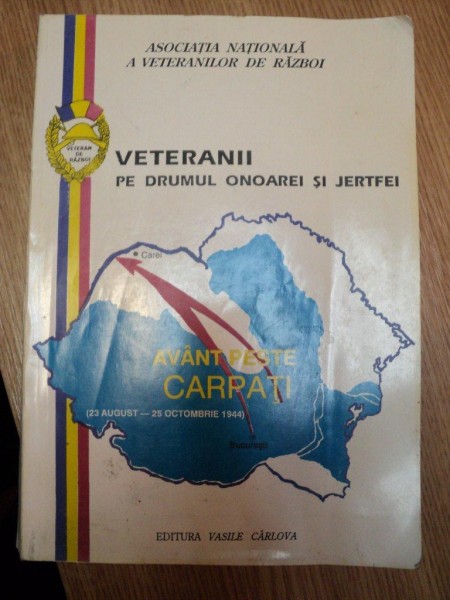 ASOCIAȚIA NAȚIONALĂ
A VETERANILOR DE RĂZBOI
VETERAN
DE
RĂZBOI
VETERANII
PE DRUMUL ONOAREI ȘI JERTFEI
Carei
AVÂNT PESTE
CARPAȚI
(23 AUGUST — 25 OCTOMBRIE 1944)
București
EDITURA VASILE CÂRLOVA